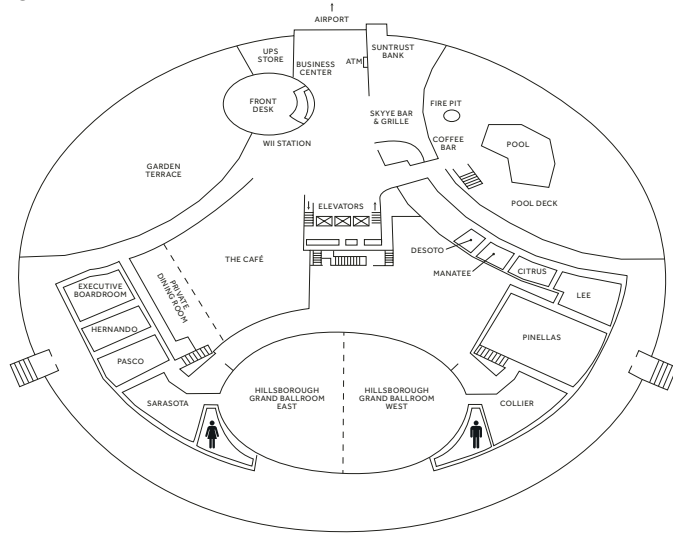 AIRPORT
UPS
STORE
BUSINESS
CENTER
ATM
SUNTRUST
BANK
FRONT
DESK
SKYYE BAR
& GRILLE
FIRE PIT
WII STATION
COFFEE
BAR
POOL
GARDEN
TERRACE
POOL DECK
ELEVATORS
THE CAFÉ
DESOTO
MANATEE
CITRUS
LEE
PRIVATE
DINING ROOM
EXECUTIVE
BOARDROOM
HERNANDO
PASCO
PINELLAS
SARASOTA
HILLSBOROUGH
GRAND BALLROOM
EAST
HILLSBOROUGH
GRAND BALLROOM
WEST
COLLIER